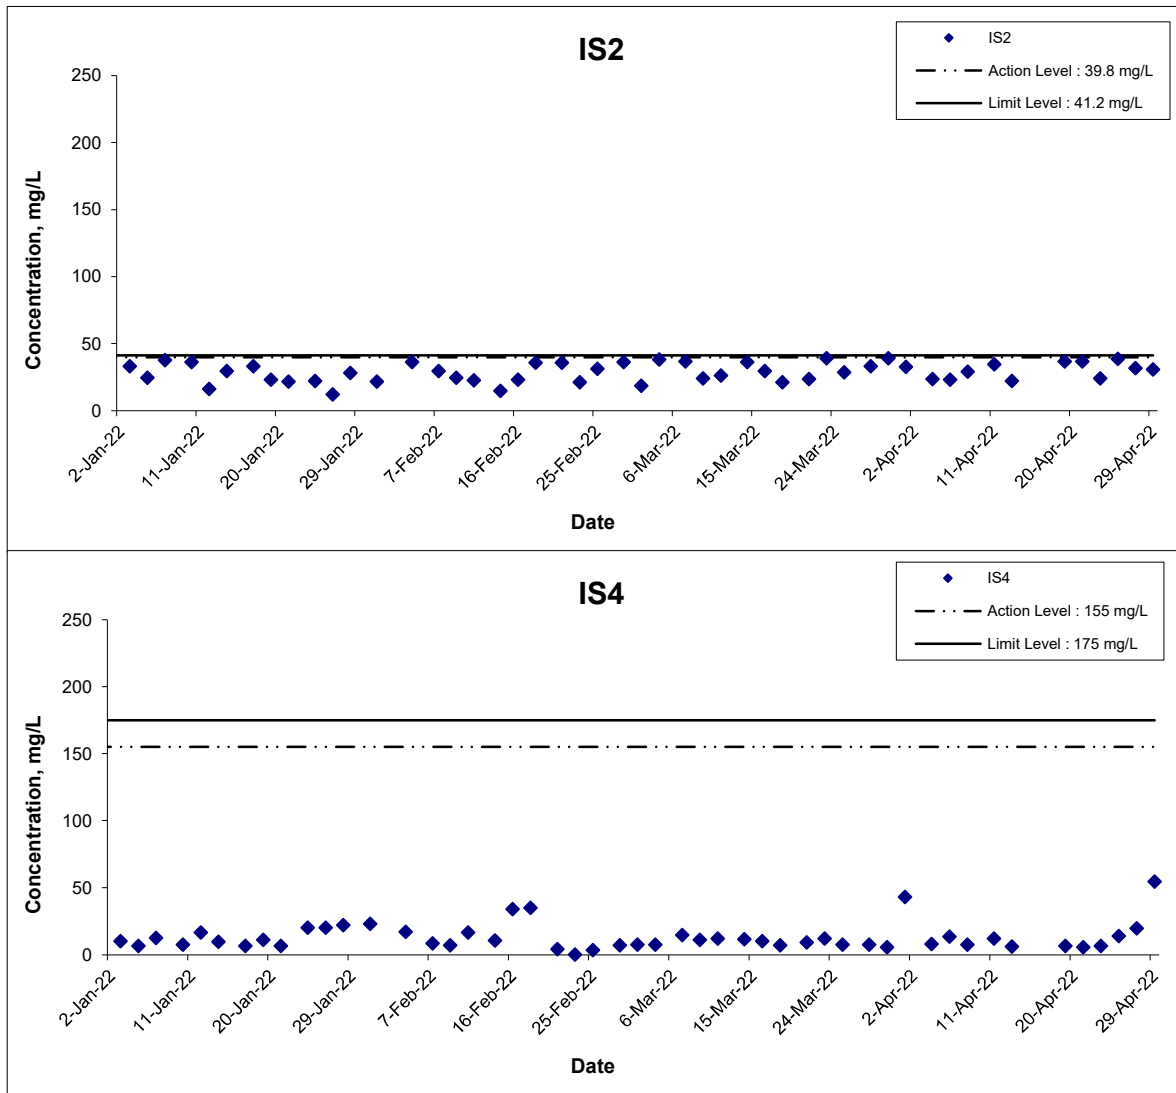 IS2
IS2
Action Level : 39.8 mg/L
Limit Level : 41.2 mg/L
250
200
150
100
50
0
Concentration, mg/L
2-Jan-22
11-Jan-22
20-Jan-22
29-Jan-22
7-Feb-22
16-Feb-22
25-Feb-22
6-Mar-22
15-Mar-22
24-Mar-22
2-Apr-22
11-Apr-22
20-Apr-22
29-Apr-22
Date
IS4
IS4
Action Level : 155 mg/L
Limit Level : 175 mg/L
250
200
150
100
50
0
Concentration, mg/L
2-Jan-22
11-Jan-22
20-Jan-22
29-Jan-22
7-Feb-22
16-Feb-22
25-Feb-22
6-Mar-22
15-Mar-22
24-Mar-22
2-Apr-22
11-Apr-22
20-Apr-22
29-Apr-22
Date